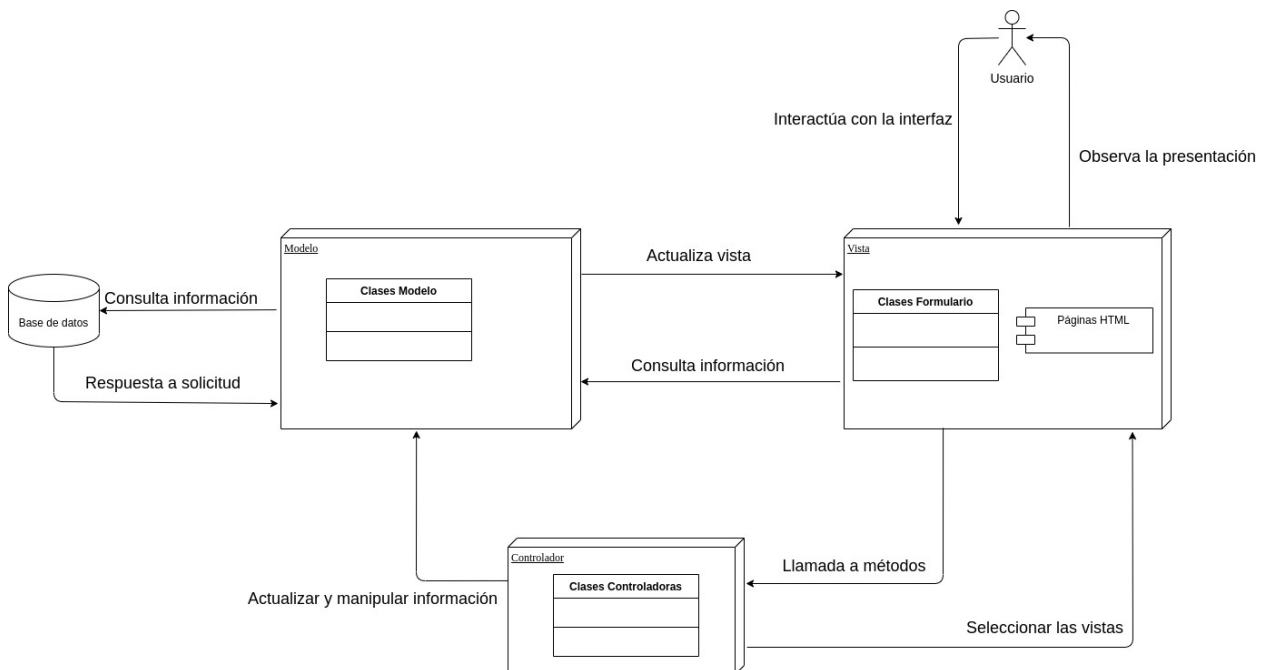 Usuario
Interactúa con la interfaz
Observa la presentación
Modelo
Vista
Actualiza vista
Clases Modelo
Clases Formulario
Consulta información
Base de datos
Páginas HTML
Consulta información
Respuesta a solicitud
Controlador
Llamada a métodos
Clases Controladoras
Actualizar y manipular información
Seleccionar las vistas